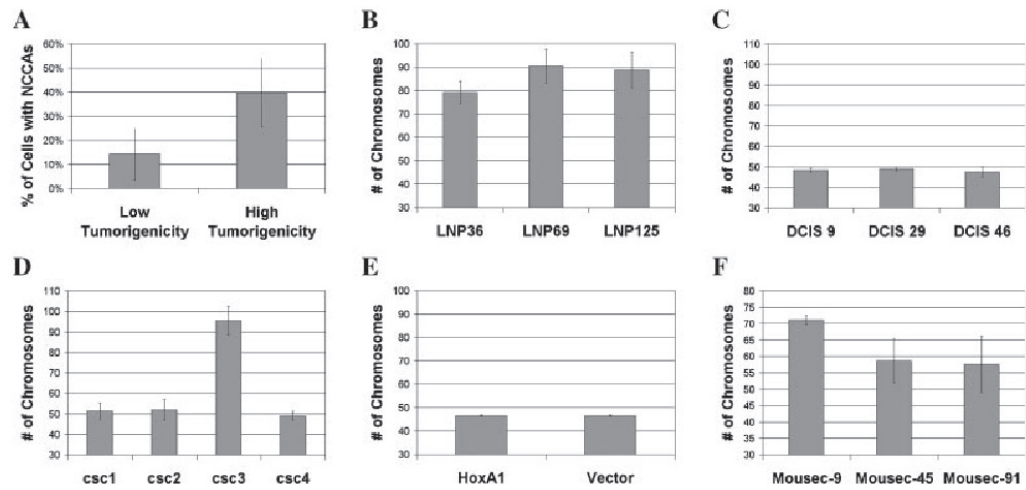 A
% of Cells with NCCAs
60%
50%
40%
30%
20%
10%
0%
Low Tumorigenicity
High Tumorigenicity
B
# of Chromosomes
100
90
80
70
60
50
40
30
LNP36
LNP69
LNP125
C
# of Chromosomes
110
100
90
80
70
60
50
40
30
DCIS 9
DCIS 29
DCIS 46
D
# of Chromosomes
110
100
90
80
70
60
50
40
30
csc1
csc2
csc3
csc4
E
# of Chromosomes
100
90
80
70
60
50
40
30
HoxA1
Vector
F
# of Chromosomes
80
75
70
65
60
55
50
45
40
35
30
Mousec-9
Mousec-45
Mousec-91